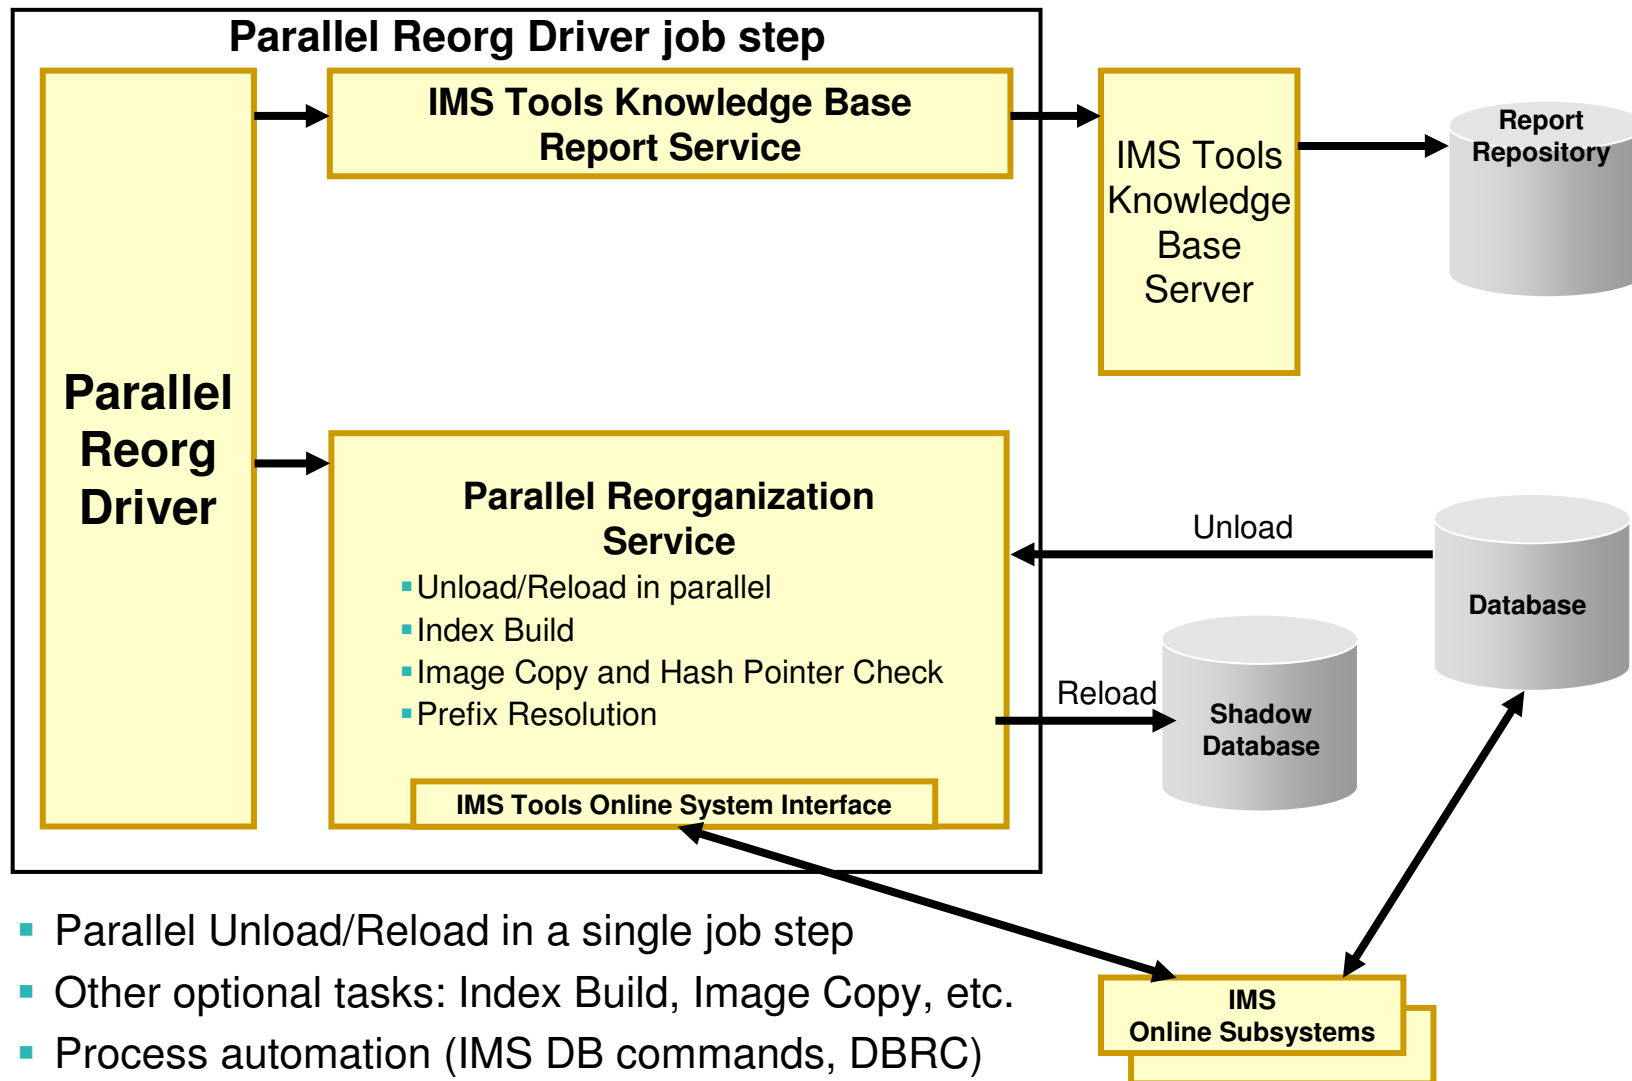 Parallel Reorg Driver job step
IMS Tools Knowledge Base
Report Service
IMS Tools
Knowledge
Base
Server
Report
Repository
Parallel
Reorg
Driver
Parallel Reorganization
Service
Unload/Reload in parallel
Index Build
Image Copy and Hash Pointer Check
Prefix Resolution
IMS Tools Online System Interface
Unload
Database
Reload
Shadow
Database
Parallel Unload/Reload in a single job step
Other optional tasks: Index Build, Image Copy, etc.
Process automation (IMS DB commands, DBRC)
IMS
Online Subsystems